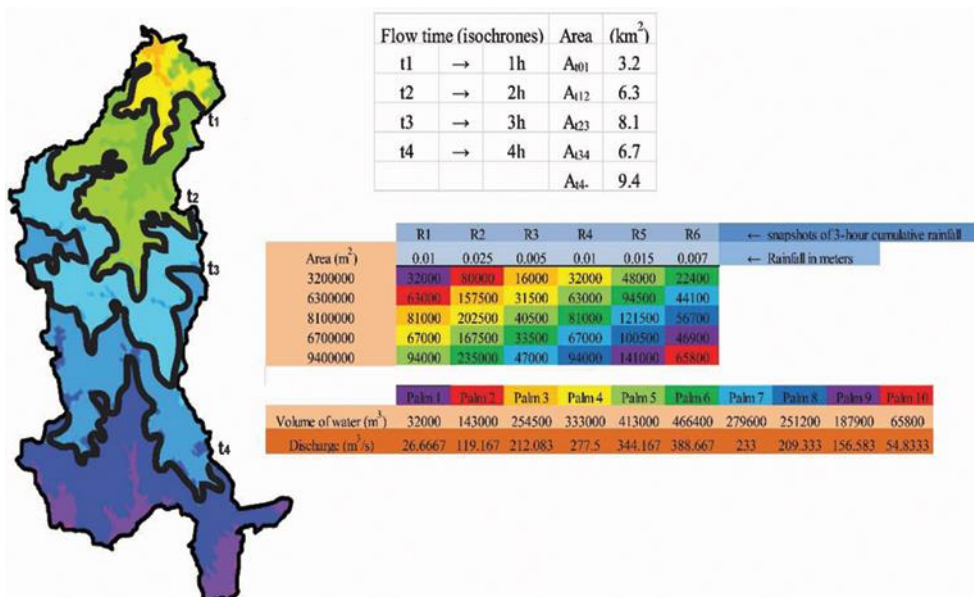 Flow time (isochrones) Area (km²)
t1 → 1h At01 3.2
t2 → 2h At12 6.3
t3 → 3h At23 8.1
t4 → 4h At34 6.7
At4- 9.4
t1
t2
t3
t4
R1 R2 R3 R4 R5 R6 ← snapshots of 3-hour cumulative rainfall
Area (m²) 0.01 0.025 0.005 0.01 0.015 0.007 ← Rainfall in meters
3200000 32000 80000 16000 32000 48000 22400
6300000 63000 157500 31500 63000 94500 44100
8100000 81000 202500 40500 81000 121500 56700
6700000 67000 167500 33500 67000 100500 46900
9400000 94000 235000 47000 94000 141000 65800
Palm 1 Palm 2 Palm 3 Palm 4 Palm 5 Palm 6 Palm 7 Palm 8 Palm 9 Palm 10
Volume of water (m³) 32000 143000 254500 333000 413000 466400 279600 251200 187900 65800
Discharge (m³/s) 26.6667 119.167 212.083 277.5 344.167 388.667 233 209.333 156.583 54.8333